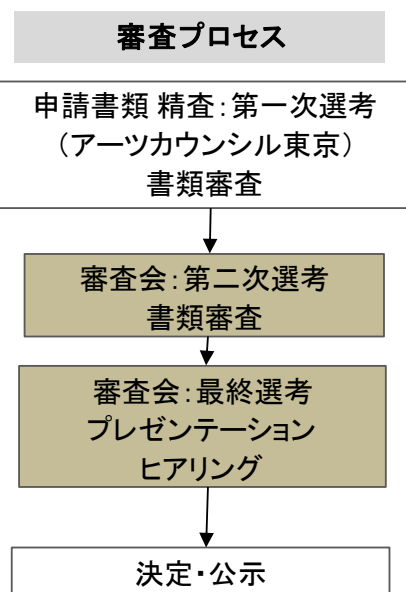 審査プロセス
申請書類 精査：第一次選考
（アーツカウンシル東京）
書類審査
審査会：第二次選考
書類審査
審査会：最終選考
プレゼンテーション
ヒアリング
決定・公示